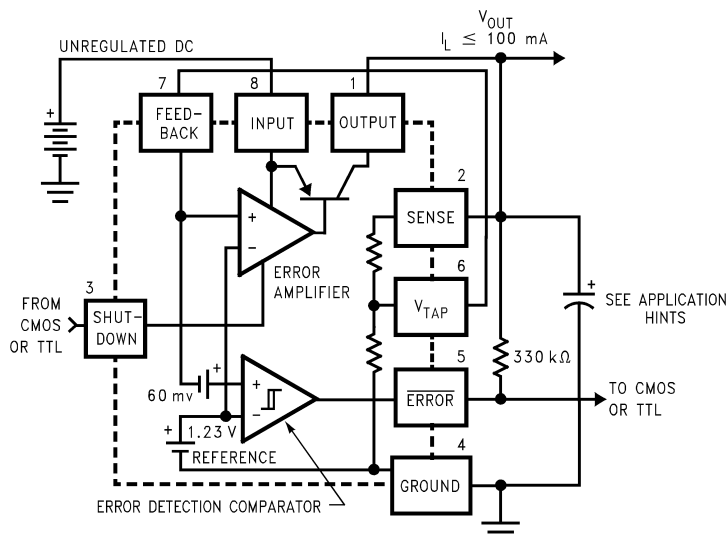 V_OUT
I_L ≤ 100 mA
UNREGULATED DC
7
8
1
FEED-
BACK
INPUT
OUTPUT
+
2
SENSE
+
−
ERROR
AMPLIFIER
6
V_TAP
3
FROM
CMOS
OR TTL
SHUT-
DOWN
+
SEE APPLICATION
HINTS
5
330 kΩ
+
60 mv
+
−
ERROR
TO CMOS
OR TTL
+
1.23 V
REFERENCE
4
GROUND
ERROR DETECTION COMPARATOR